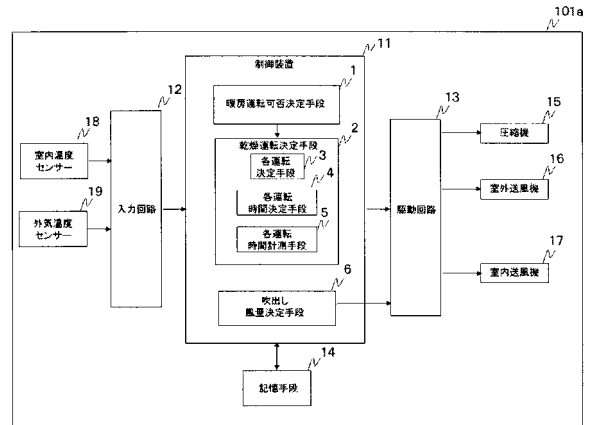 101a
11
制御装置
1
暖房運転可否決定手段
12
13
15
圧縮機
18
室内温度
センサー
2
乾燥運転決定手段
3
各運転
決定手段
4
各運転
時間決定手段
5
各運転
時間計測手段
16
室外送風機
19
外気温度
センサー
入力回路
駆動回路
17
室内送風機
6
吹出し
風量決定手段
14
記憶手段